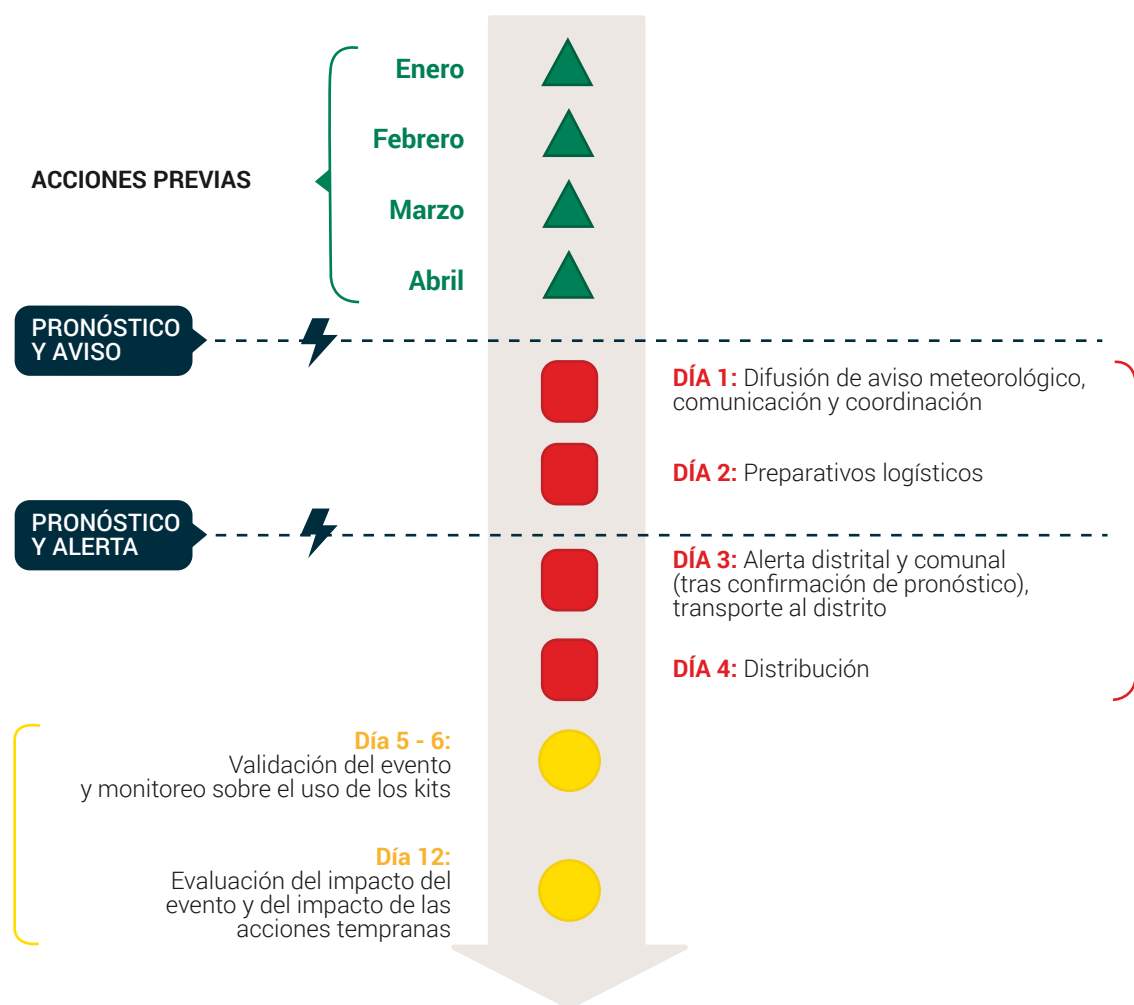 Enero
Febrero
ACCIONES PREVIAS
Marzo
Abril
PRONÓSTICO
Y AVISO
DÍA 1: Difusión de aviso meteorológico,
comunicación y coordinación
DÍA 2: Preparativos logísticos
PRONÓSTICO
Y ALERTA
DÍA 3: Alerta distrital y comunal
(tras confirmación de pronóstico),
transporte al distrito
DÍA 4: Distribución
Día 5 - 6:
Validación del evento
y monitoreo sobre el uso de los kits
Día 12:
Evaluación del impacto del
evento y del impacto de las
acciones tempranas